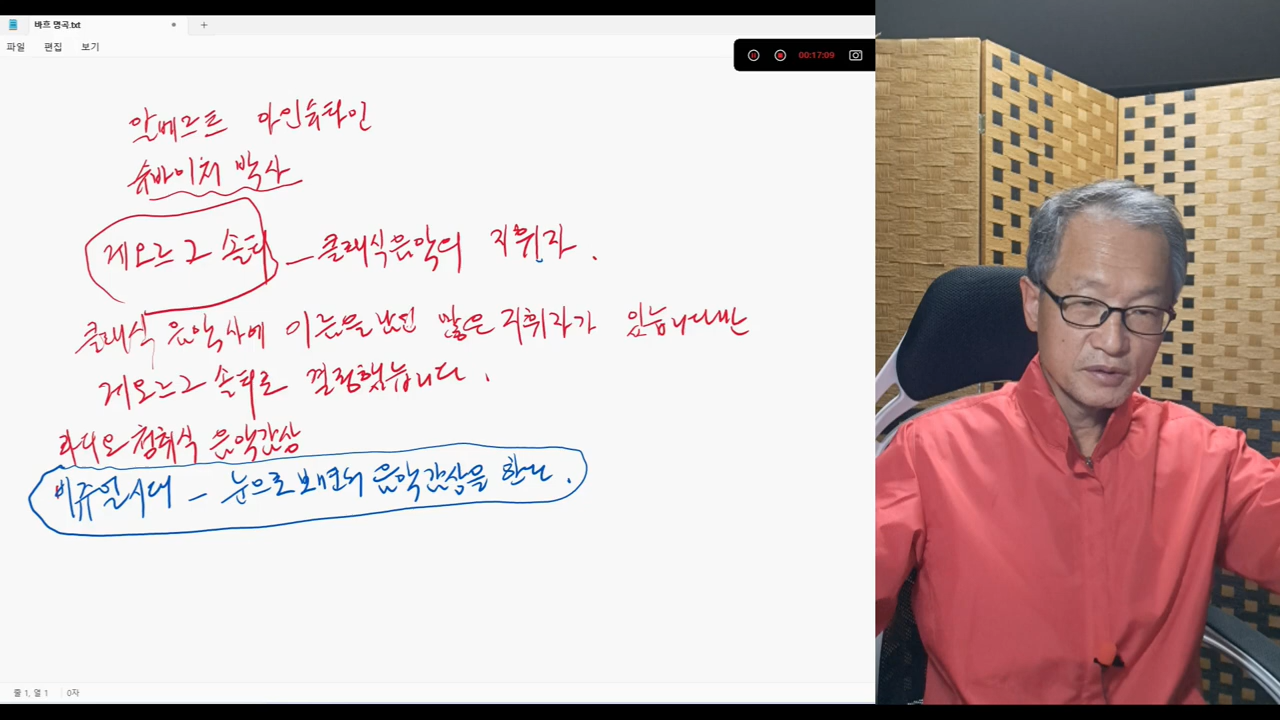 바흐 명곡.txt
파일 편집 보기
00:17:09
알베르트 아인슈타인
슈바이처 박사
게오르그 솔티 – 클래식음악의 지휘자.
클래식 음악사에 이름을 남긴 많은 지휘자가 있습니다만
게오르그 솔티로 결정했습니다.
라디오 청취식 음악감상
비쥬얼시대 – 눈으로 보면서 음악감상을 한다.
줄 1, 열 1 0자